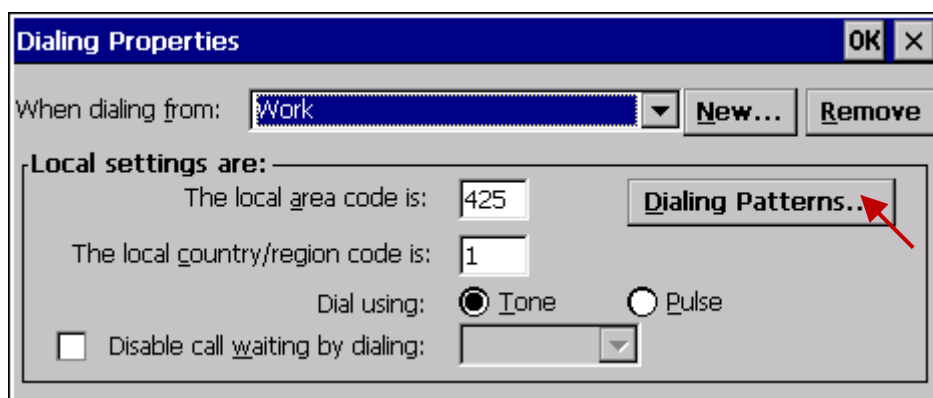 Dialing Properties OK ×
When dialing from: Work New... Remove
Local settings are:
The local area code is: 425 Dialing Patterns...
The local country/region code is: 1
Dial using: Tone Pulse
Disable call waiting by dialing: